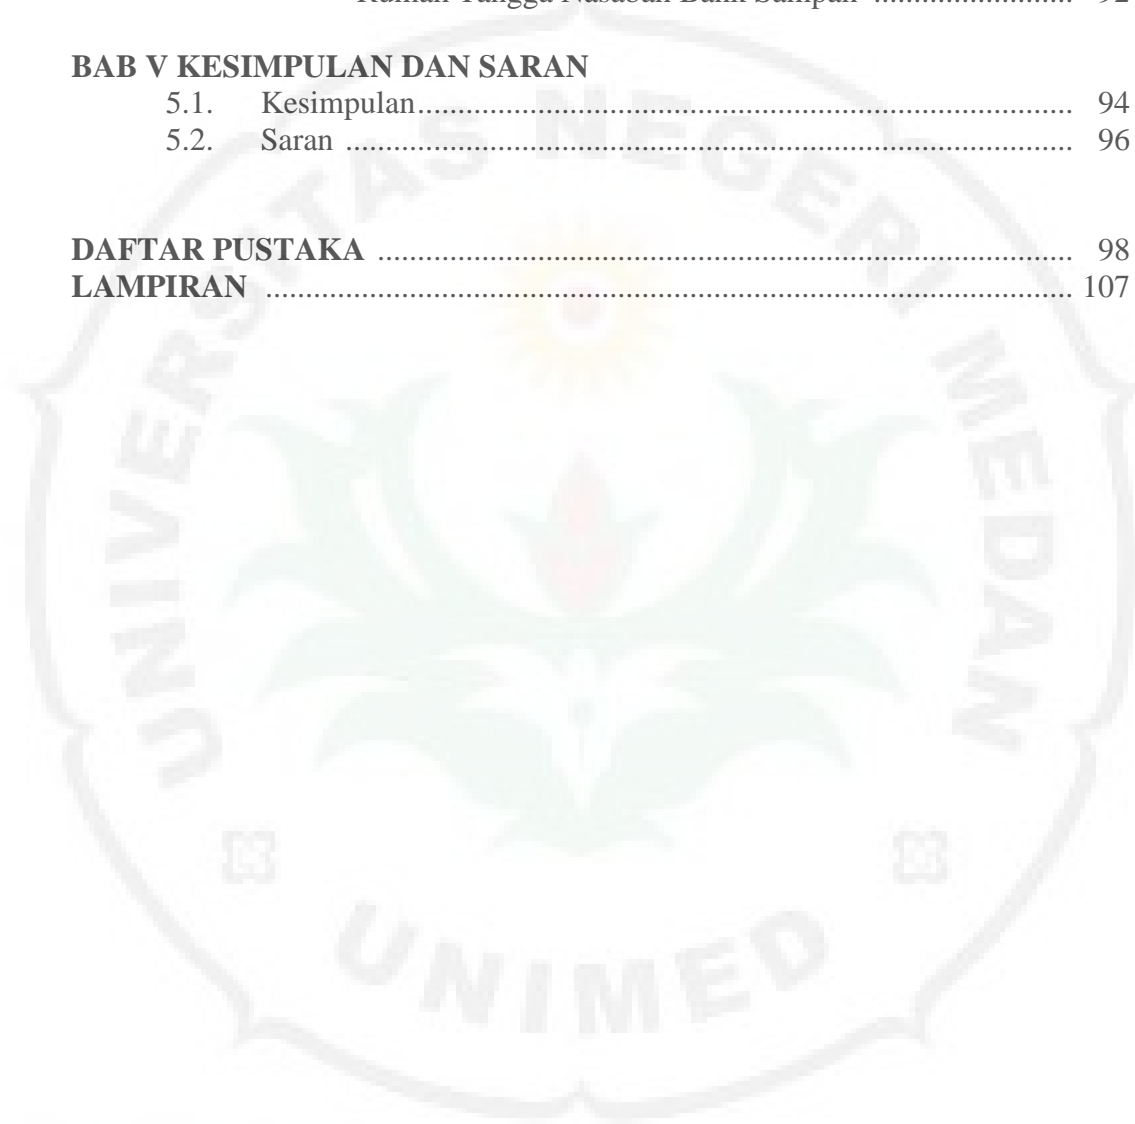 Rumah Tangga Nasabah Bank Sampah ......................... 92
BAB V KESIMPULAN DAN SARAN
5.1. Kesimpulan.................................................................................. 94
5.2. Saran ........................................................................................... 96
DAFTAR PUSTAKA ....................................................................................... 98
LAMPIRAN ..................................................................................................... 107
UNIVERSITAS NEGERI MEDAN
UNIMED